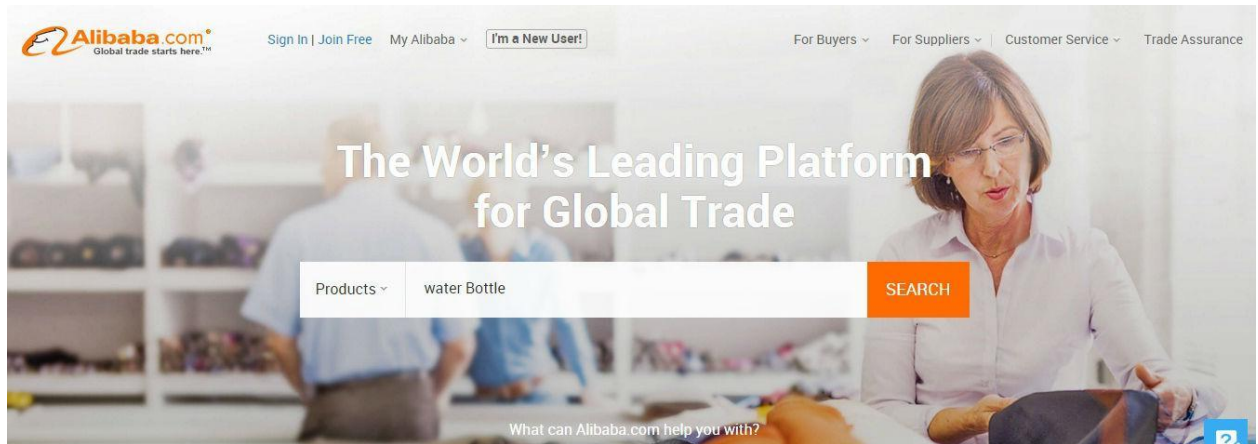 Alibaba.com®
Global trade starts here.™
Sign In | Join Free My Alibaba I'm a New User!
For Buyers For Suppliers | Customer Service Trade Assurance
The World's Leading Platform
for Global Trade
Products water Bottle SEARCH
What can Alibaba.com help you with?
?